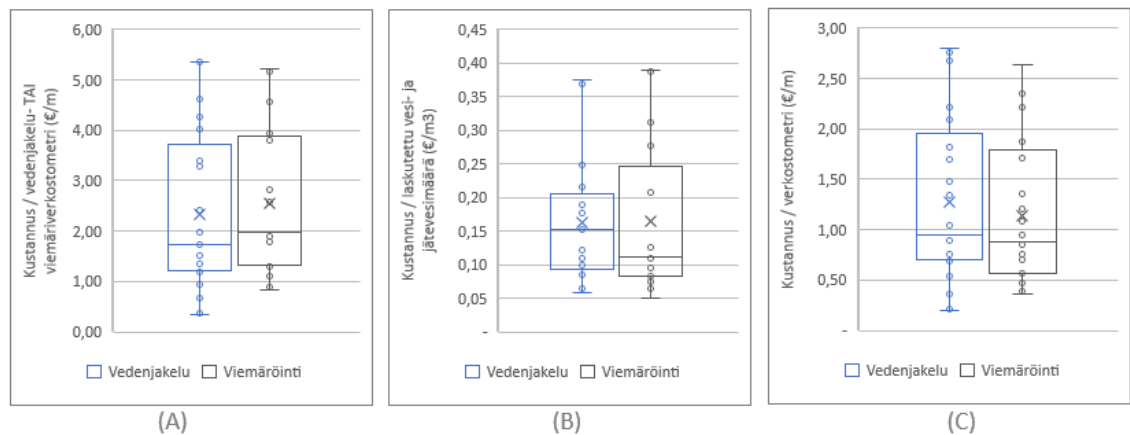 Kustannus / vedenjakelu- TAI
viemäriverkostometri (€/m)
6,00
5,00
4,00
3,00
2,00
1,00
0,00
Vedenjakelu
Viemäröinti
(A)
Kustannus / laskutettu vesi- ja
jätevesimäärä (€/m3)
0,45
0,40
0,35
0,30
0,25
0,20
0,15
0,10
0,05
-
Vedenjakelu
Viemäröinti
(B)
Kustannus / verkostometri (€/m)
3,00
2,50
2,00
1,50
1,00
0,50
-
Vedenjakelu
Viemäröinti
(C)